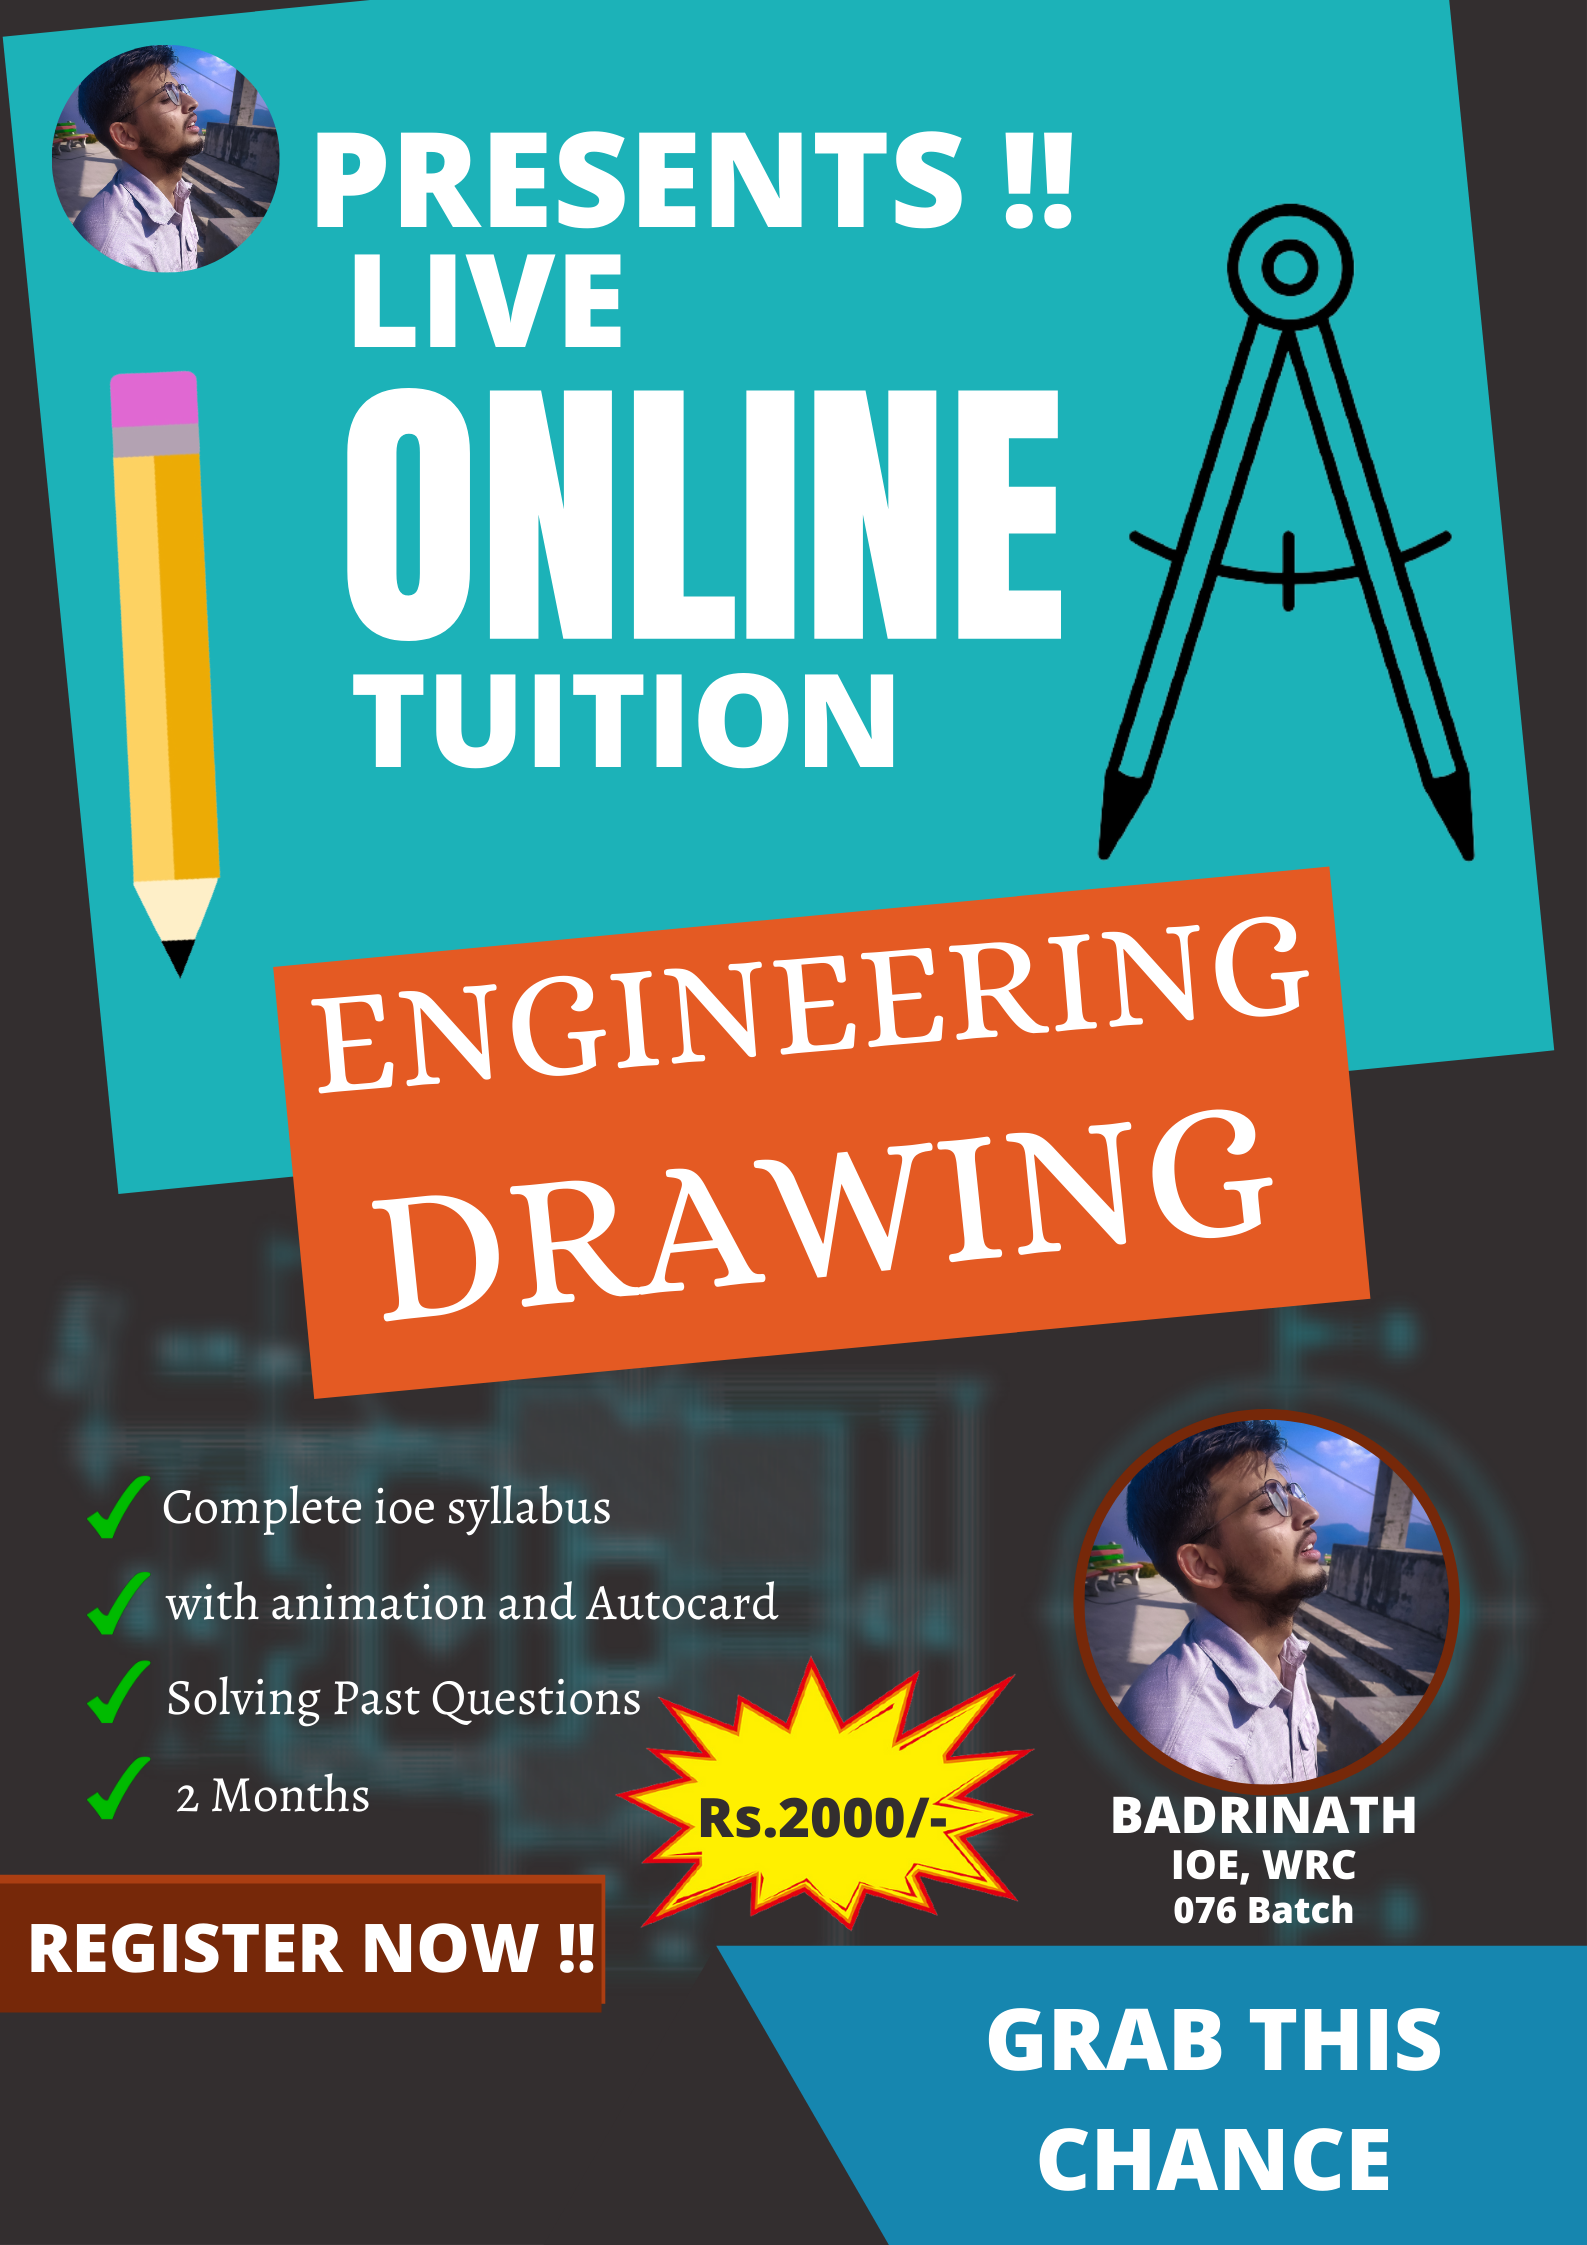 PRESENTS !!
LIVE
ONLINE
TUITION
ENGINEERING
DRAWING
Complete ioe syllabus
with animation and Autocard
Solving Past Questions
2 Months
Rs.2000/-
BADRINATH
IOE, WRC
076 Batch
REGISTER NOW !!
GRAB THIS
CHANCE